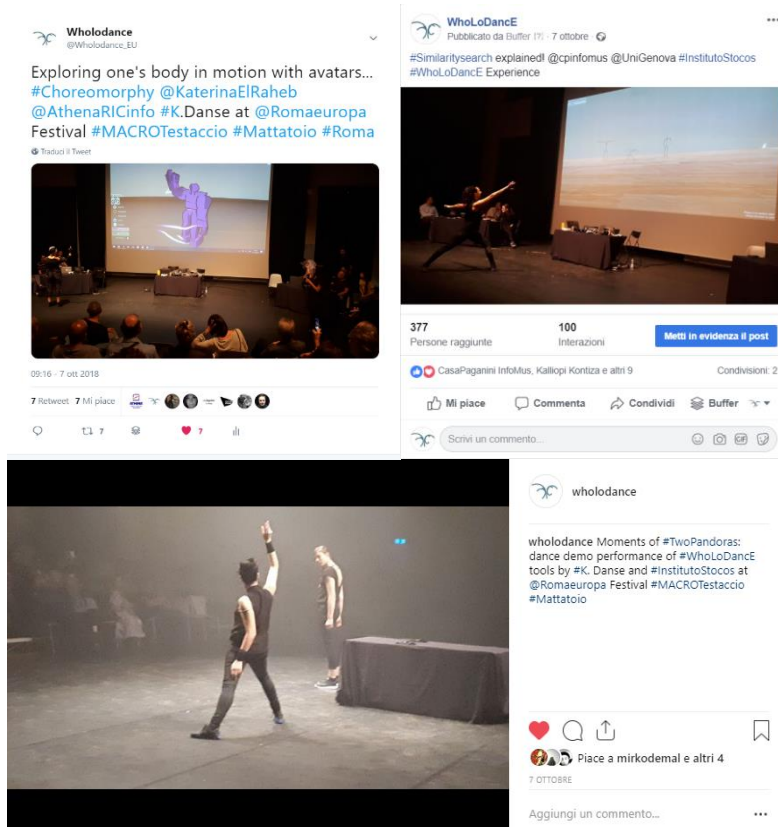 Wholodance
@Wholodance_EU
Exploring one's body in motion with avatars...
#Choreomorphy @KaterinaElRaheb
@AthenaRICinfo #K.Danse at @Romaeuropa
Festival #MACROTestaccio #Mattatoio #Roma
Traduci il Tweet
09:16 - 7 ott 2018
7 Retweet 7 Mi piace
7
7
WhoLoDancE
Pubblicato da Buffer [?] · 7 ottobre ·
#Similaritysearch explained! @cpinfomus @UniGenova #InstitutoStocos
#WhoLoDancE Experience
377
Persone raggiunte
100
Interazioni
Metti in evidenza il post
CasaPaganini InfoMus, Kalliopi Kontiza e altri 9
Condivisioni: 2
Mi piace
Commenta
Condividi
Buffer
Scrivi un commento...
GIF
wholodance
wholodance Moments of #TwoPandoras:
dance demo performance of #WhoLoDancE
tools by #K. Danse and #InstitutoStocos at
@Romaeuropa Festival #MACROTestaccio
#Mattatoio
Piace a mirkodemal e altri 4
7 OTTOBRE
Aggiungi un commento...